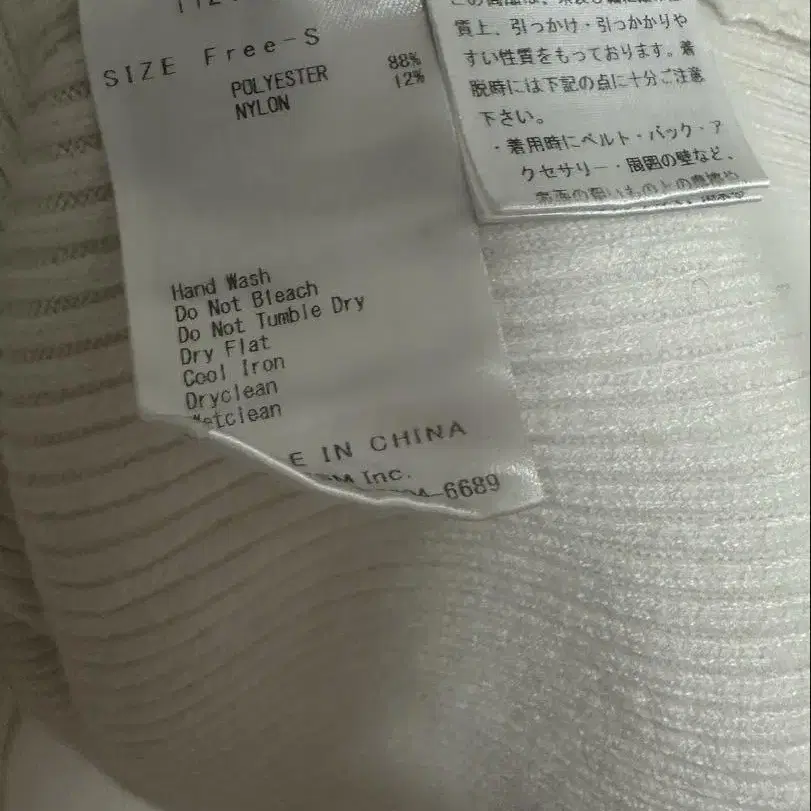 SIZE Free-S
POLYESTER 88%
NYLON 12%
Hand Wash
Do Not Bleach
Do Not Tumble Dry
Dry Flat
Cool Iron
Dryclean
Wetclean
E IN CHINA
Inc.
-6689
質上、引っかけ・引っかかりや
すい性質をもっております。着
脱時には下記の点に十分ご注意
下さい。
・着用時にベルト・バック・ア
クセサリー・周囲の壁など、